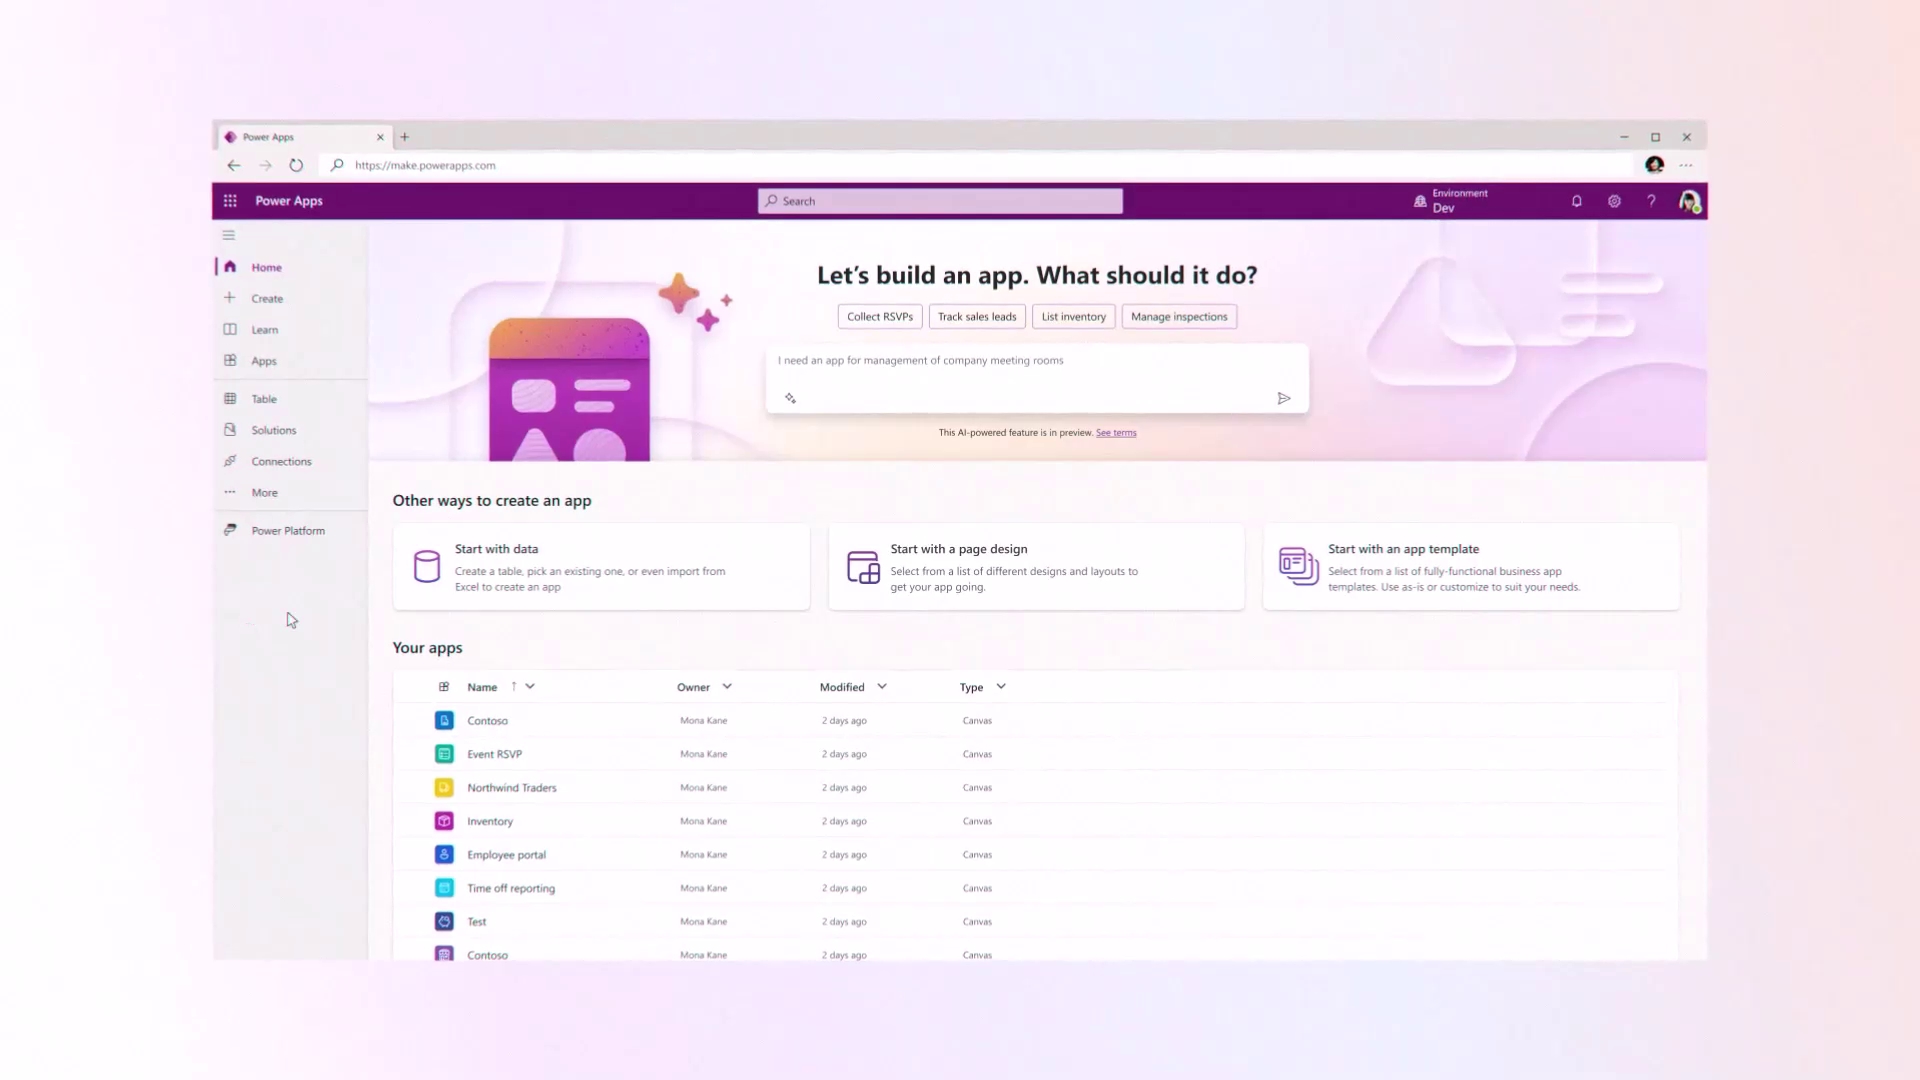 Power Apps
https://make.powerapps.com
Power Apps
Search
Environment
Dev
Home
Create
Learn
Apps
Table
Solutions
Connections
More
Power Platform
Let's build an app. What should it do?
Collect RSVPs
Track sales leads
List inventory
Manage inspections
I need an app for management of company meeting rooms
This AI-powered feature is in preview. See terms
Other ways to create an app
Start with data
Create a table, pick an existing one, or even import from
Excel to create an app
Start with a page design
Select from a list of different designs and layouts to
get your app going.
Start with an app template
Select from a list of fully-functional business app
templates. Use as-is or customize to suit your needs.
Your apps
Name Owner Modified Type
Contoso Mona Kane 2 days ago Canvas
Event RSVP Mona Kane 2 days ago Canvas
Northwind Traders Mona Kane 2 days ago Canvas
Inventory Mona Kane 2 days ago Canvas
Employee portal Mona Kane 2 days ago Canvas
Time off reporting Mona Kane 2 days ago Canvas
Test Mona Kane 2 days ago Canvas
Contoso Mona Kane 2 days ago Canvas